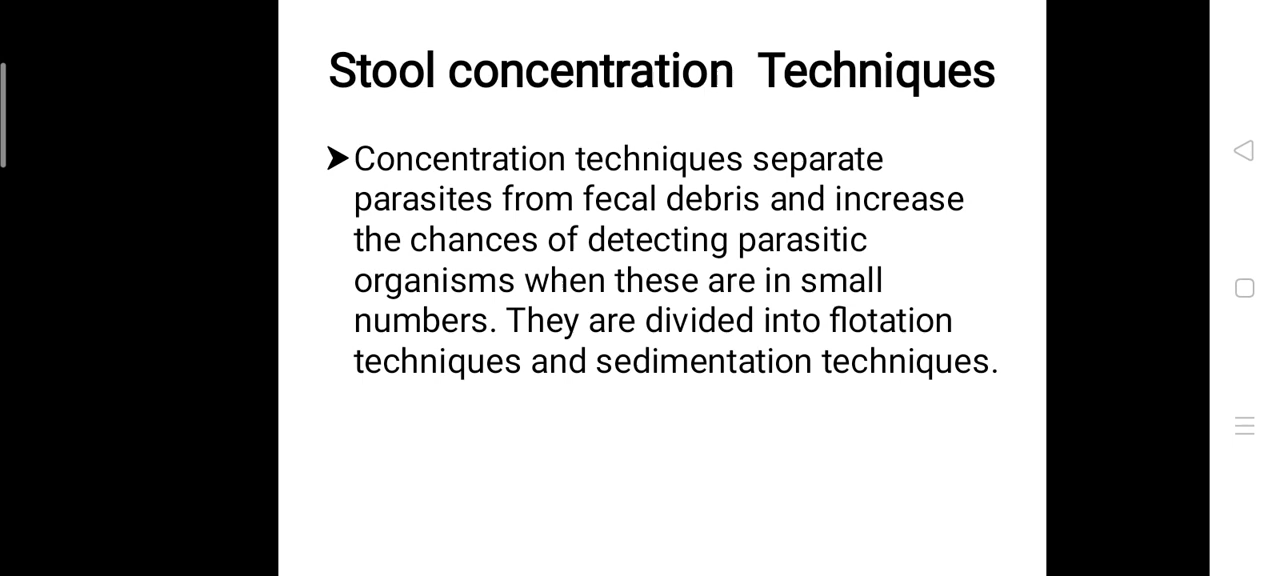 Stool concentration Techniques
➤Concentration techniques separate
parasites from fecal debris and increase
the chances of detecting parasitic
organisms when these are in small
numbers. They are divided into flotation
techniques and sedimentation techniques.